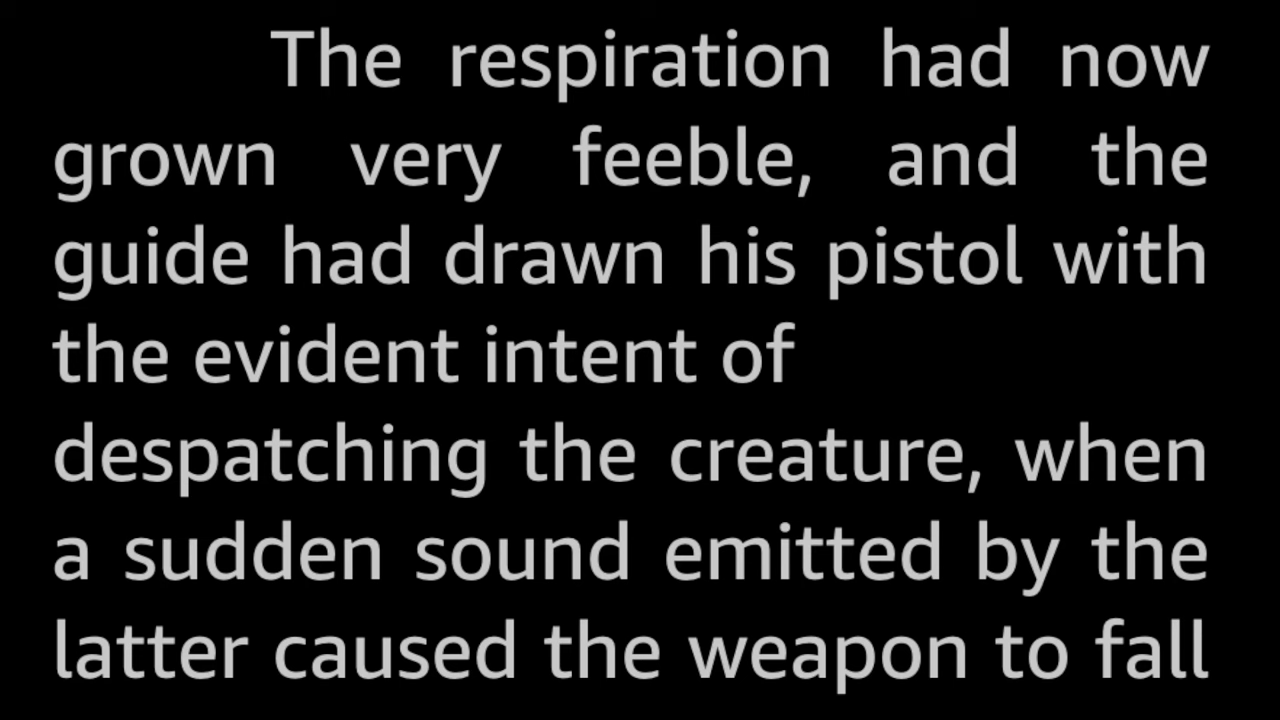 The respiration had now
grown very feeble, and the
guide had drawn his pistol with
the evident intent of
despatching the creature, when
a sudden sound emitted by the
latter caused the weapon to fall